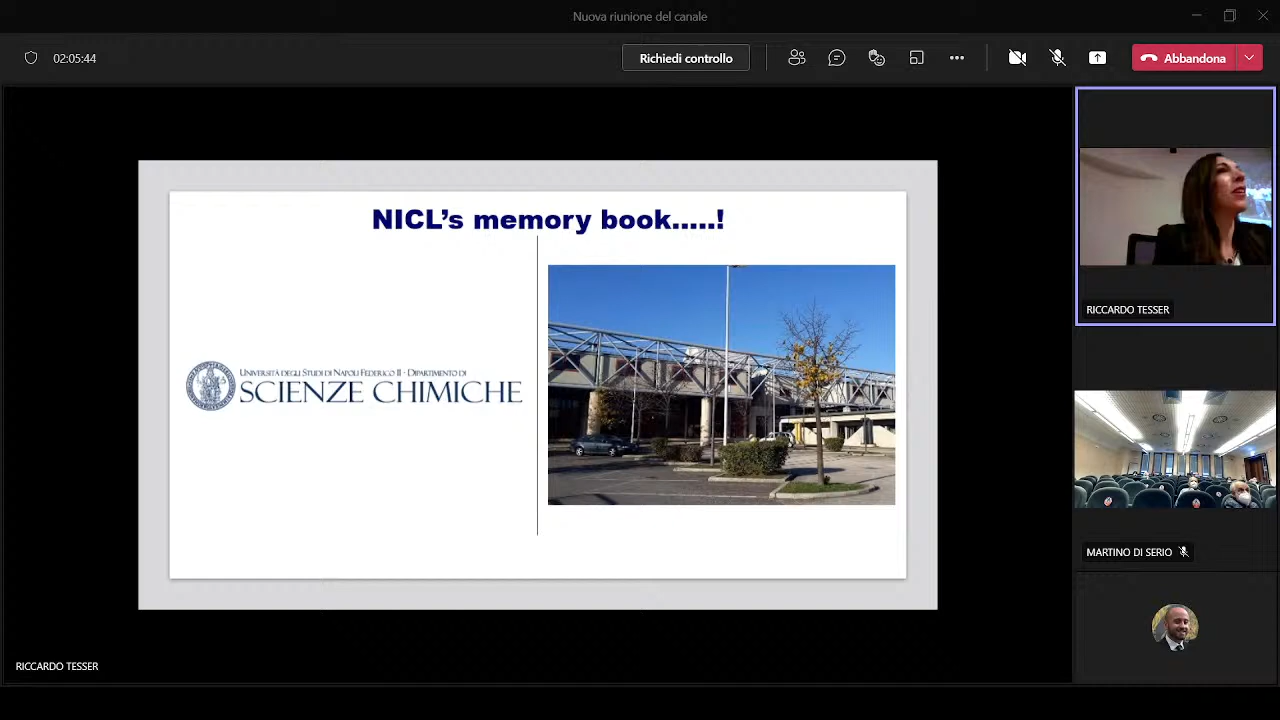 Nuova riunione del canale
02:05:44
Richiedi controllo
Abbandona
NICL’s memory book.....!
UNIVERSITÀ DEGLI STUDI DI NAPOLI FEDERICO II - DIPARTIMENTO DI
SCIENZE CHIMICHE
RICCARDO TESSER
MARTINO DI SERIO
RICCARDO TESSER